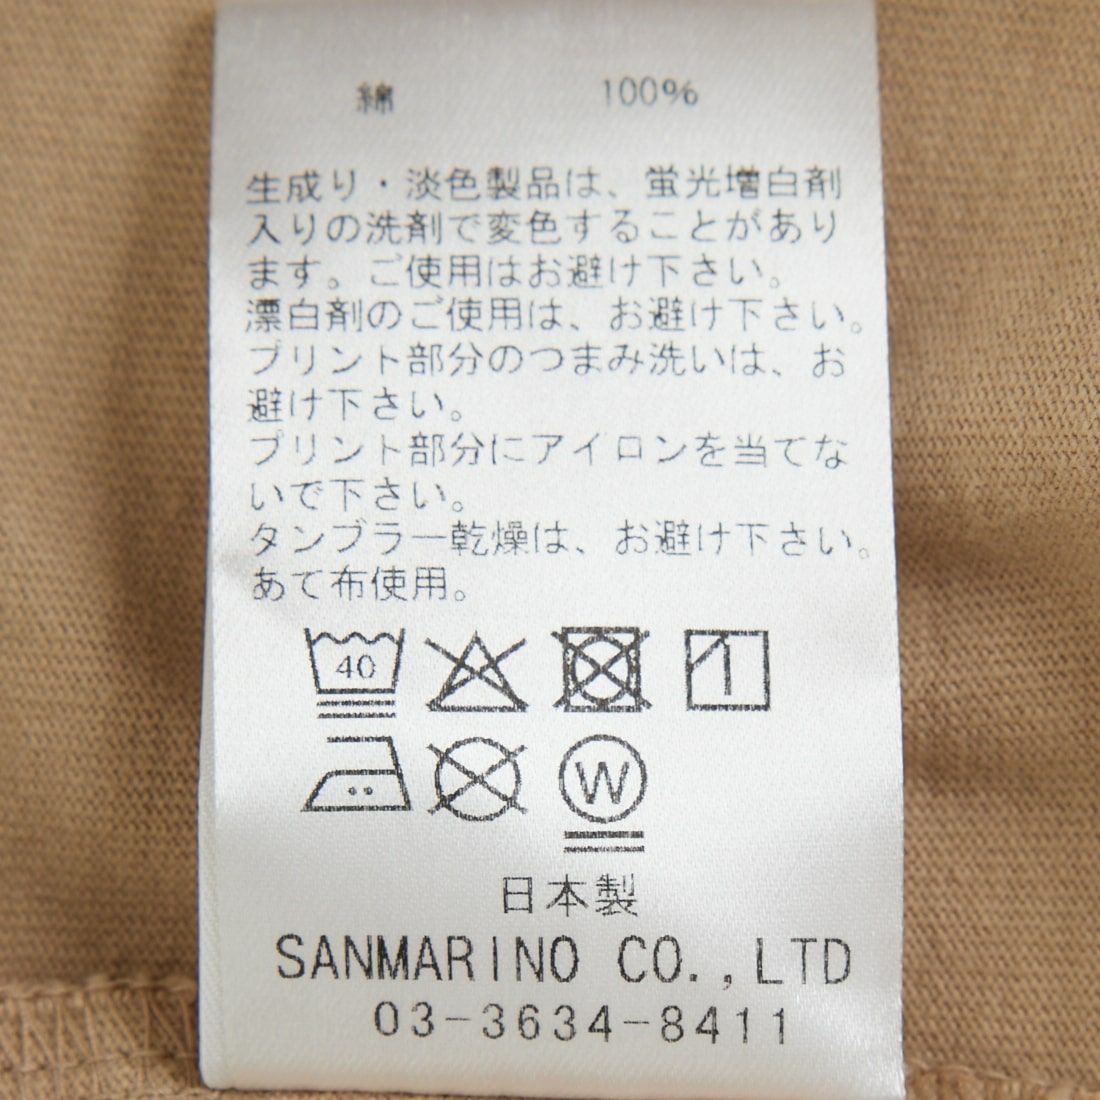 綿 100%
生成り・淡色製品は、蛍光増白剤
入りの洗剤で変色することがあり
ます。ご使用はお避け下さい。
漂白剤のご使用は、お避け下さい。
プリント部分のつまみ洗いは、お
避け下さい。
プリント部分にアイロンを当てな
いで下さい。
タンブラー乾燥は、お避け下さい。
あて布使用。
40
W
日本製
SANMARINO CO.,LTD
03-3634-8411